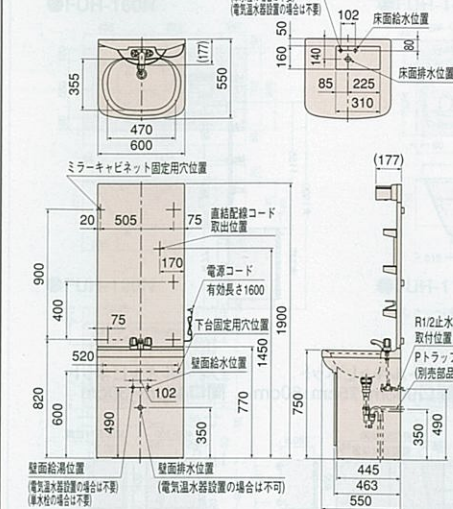 (電気温水器設置の場合は不要)
50
102
床面給水位置
80
160
140
床面排水位置
85
225
310
(177)
355
550
470
600
ミラーキャビネット固定用穴位置
20
505
75
直結配線コード
取出位置
170
電源コード
有効長さ1600
900
400
75
下台固定用穴位置
1900
1450
520
壁面給水位置
102
820
600
490
350
770
壁面給湯位置
(電気温水器設置の場合は不要)
(単水栓の場合は不要)
壁面排水位置
(電気温水器設置の場合は不可)
(177)
R1/2止水
取付位置
Pトラップ
(別売部品
750
350
490
445
463
550